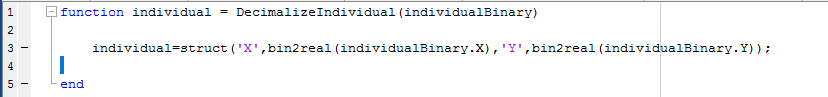 1 function individual = DecimalizeIndividual(individualBinary)
2
3 – individual=struct('X',bin2real(individualBinary.X),'Y',bin2real(individualBinary.Y));
4
5 – end